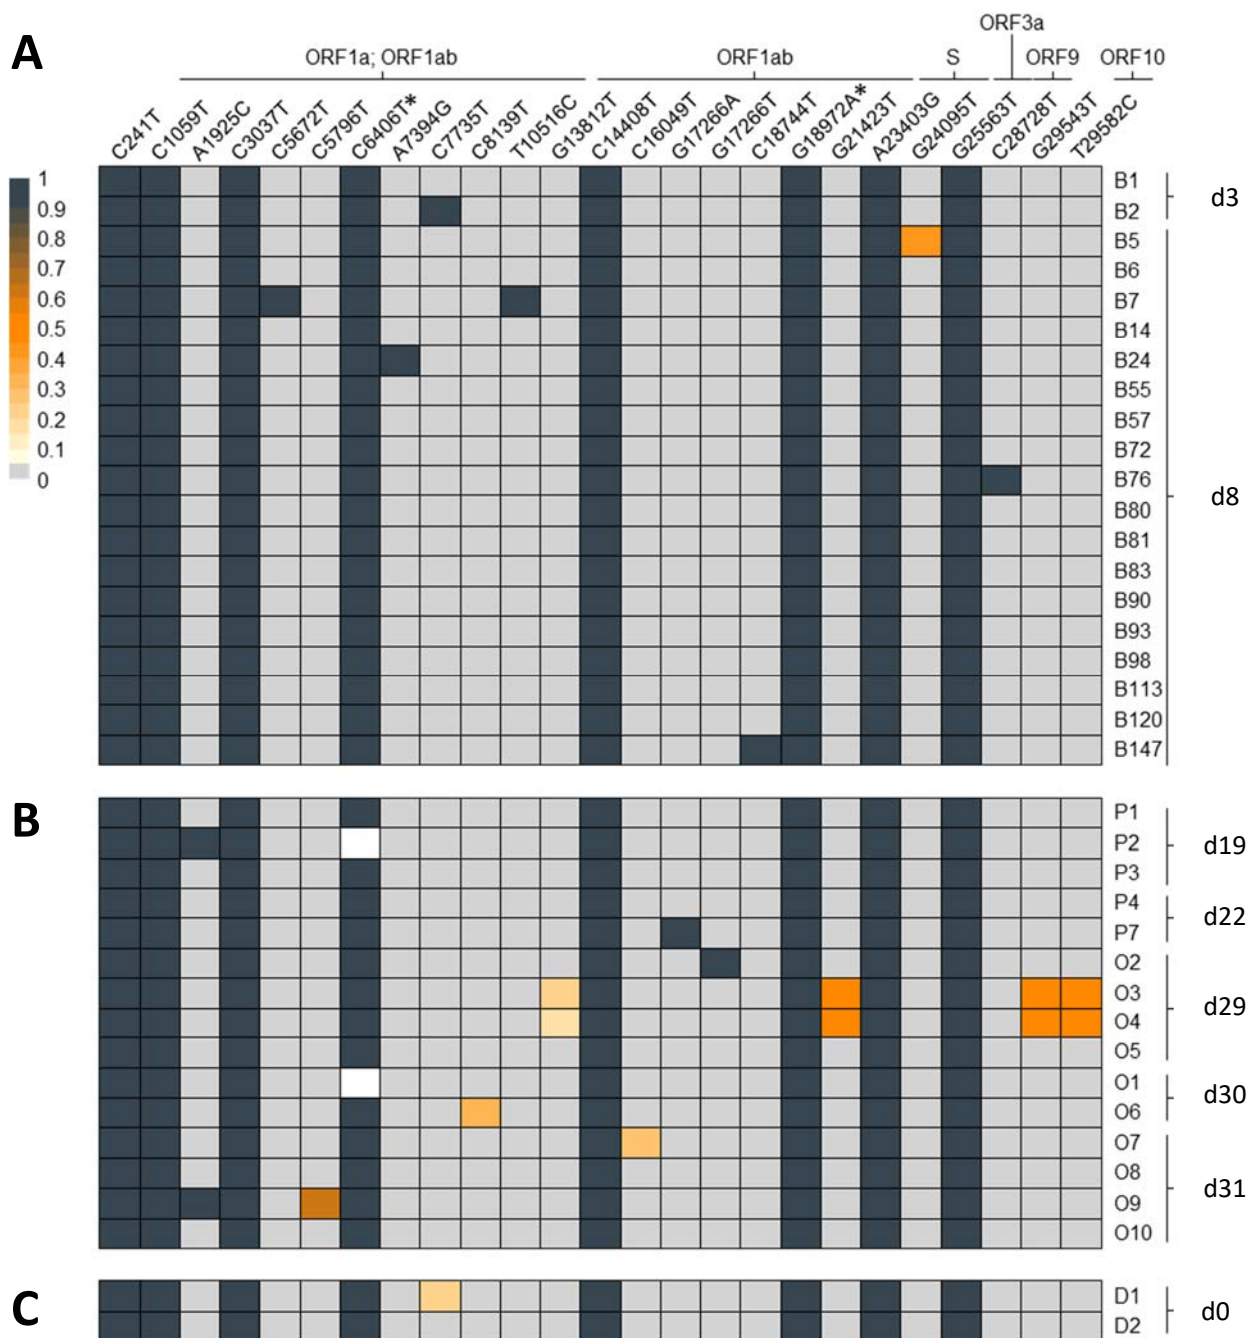 A
ORF3a
ORF1a; ORF1ab
ORF1ab
S
ORF9
ORF10
C241T
C1059T
A1925C
C3037T
C5672T
C5796T
C6406T*
A7394G
C7735T
C8139T
T10516C
G13812T
C14408T
C16049T
G17266A
G17266T
C18744T
G18972A*
G21423T
A23403G
G24095T
G25563T
C28728T
G29543T
T29582C
1
0.9
0.8
0.7
0.6
0.5
0.4
0.3
0.2
0.1
0
B1
B2
d3
B5
B6
B7
B14
B24
B55
B57
B72
B76
B80
B81
B83
B90
B93
B98
B113
B120
B147
d8
B
P1
P2
P3
d19
P4
P7
d22
O2
O3
O4
O5
d29
O1
O6
d30
O7
O8
O9
O10
d31
C
D1
D2
d0